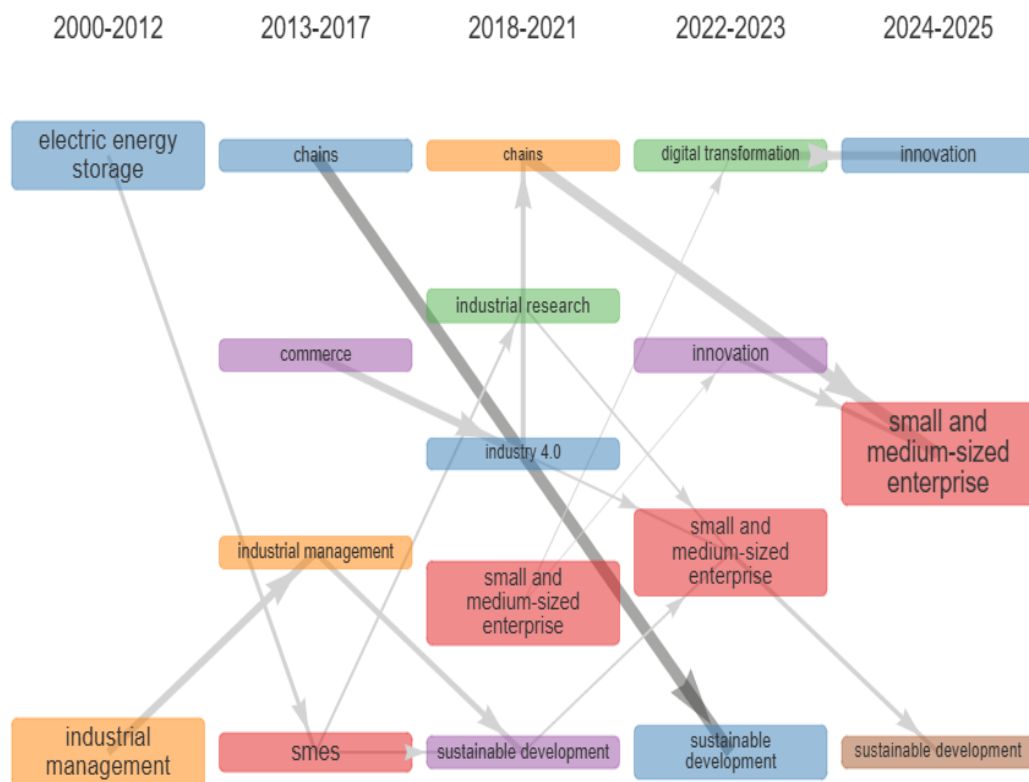 2000-2012
2013-2017
2018-2021
2022-2023
2024-2025
electric energy
storage
chains
chains
digital transformation
innovation
industrial research
commerce
innovation
small and
medium-sized
enterprise
industry 4.0
industrial management
small and
medium-sized
enterprise
small and
medium-sized
enterprise
industrial
management
smes
sustainable development
sustainable
development
sustainable development